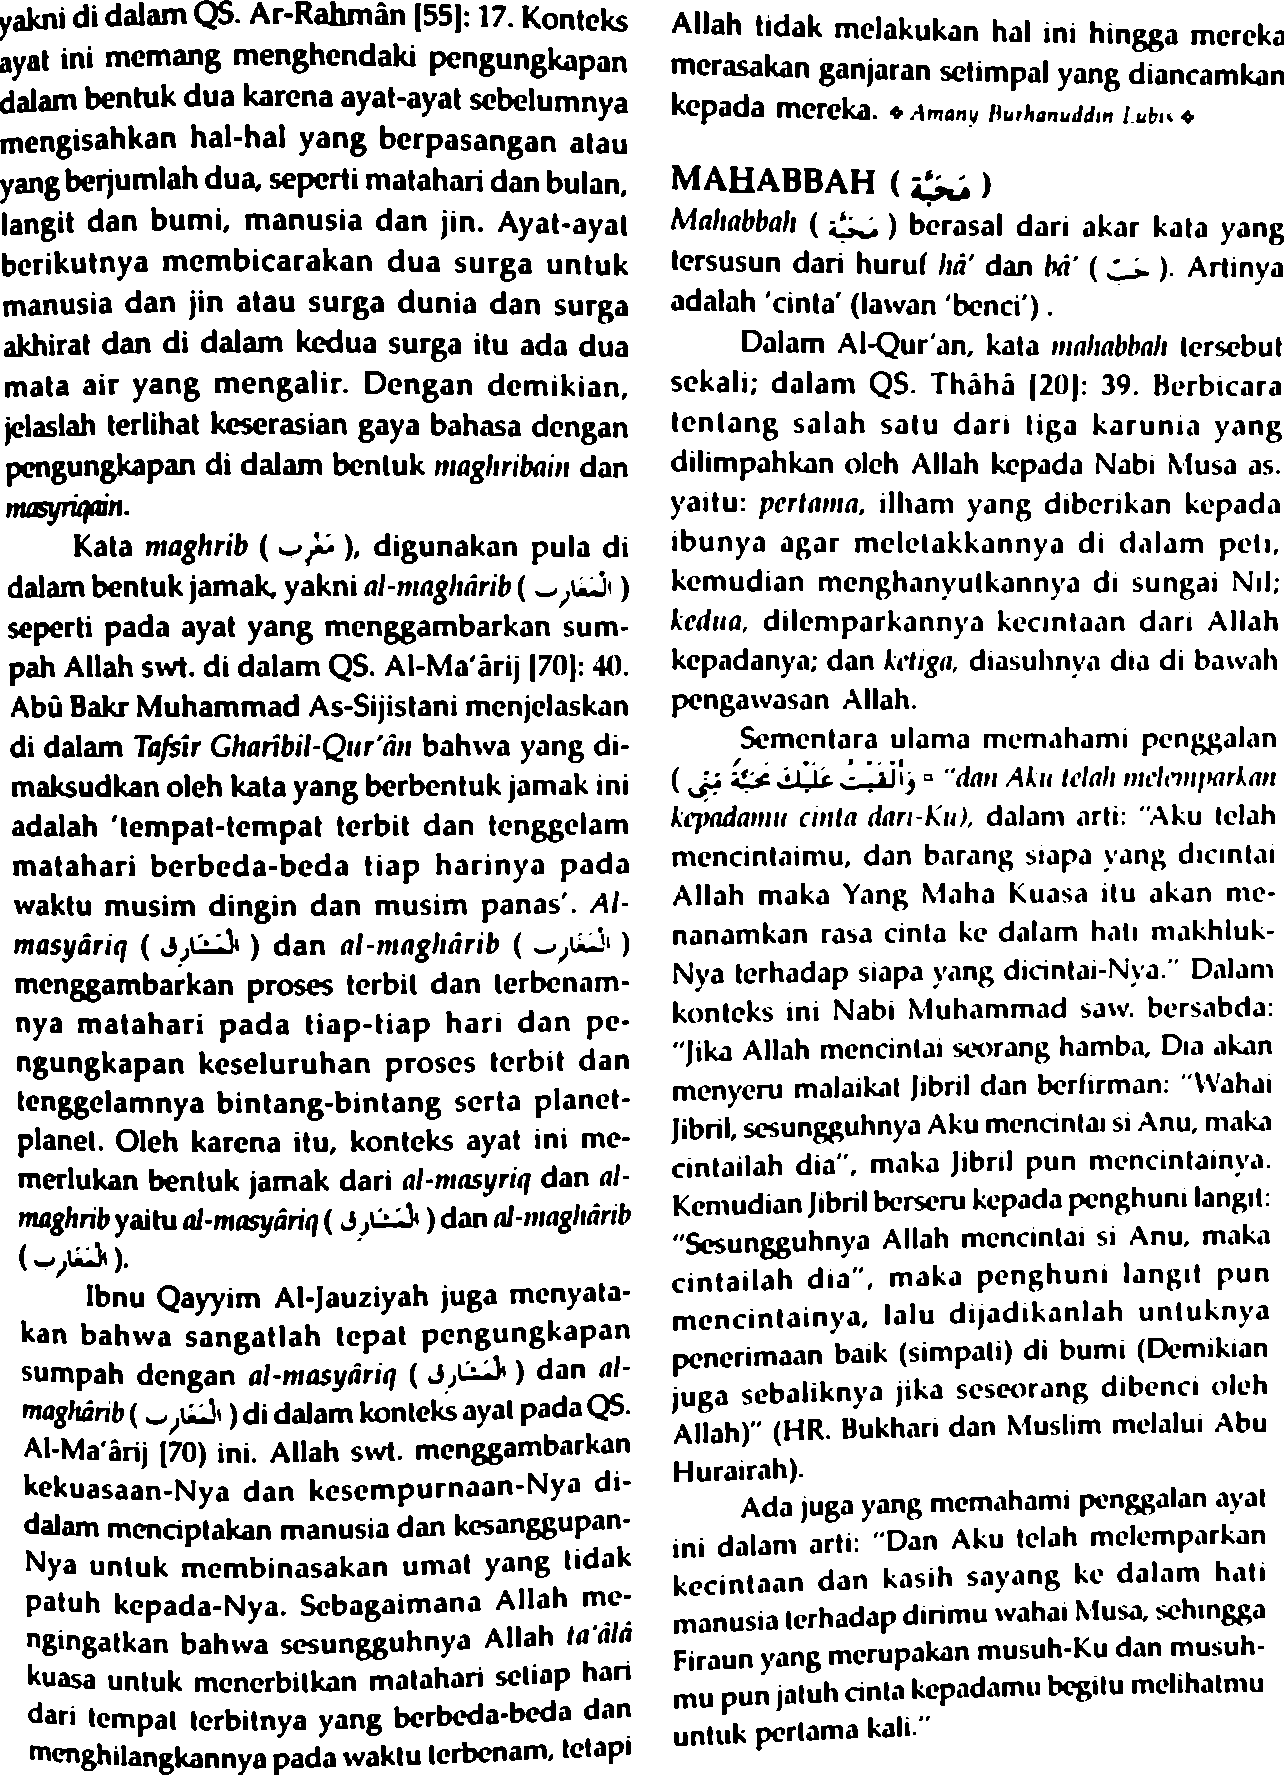 yakni di dalam QS. Ar-Rahmân [55]: 17. Konteks
ayat ini memang menghendaki pengungkapan
dalam bentuk dua karena ayat-ayat sebelumnya
mengisahkan hal-hal yang berpasangan atau
yang berjumlah dua, seperti matahari dan bulan,
langit dan bumi, manusia dan jin. Ayat-ayat
berikutnya membicarakan dua surga untuk
manusia dan jin atau surga dunia dan surga
akhirat dan di dalam kedua surga itu ada dua
mata air yang mengalir. Dengan demikian,
jelaslah terlihat keserasian gaya bahasa dengan
pengungkapan di dalam bentuk maghribain dan
masyriqain.
Kata maghrib ( مَغْرِب ), digunakan pula di
dalam bentuk jamak, yakni al-maghârib ( الْمَغَارِب )
seperti pada ayat yang menggambarkan sum-
pah Allah swt. di dalam QS. Al-Ma'ârij [70]: 40.
Abû Bakr Muhammad As-Sijistani menjelaskan
di dalam Tafsîr Gharîbil-Qur'ân bahwa yang di-
maksudkan oleh kata yang berbentuk jamak ini
adalah 'tempat-tempat terbit dan tenggelam
matahari berbeda-beda tiap harinya pada
waktu musim dingin dan musim panas'. Al-
masyâriq ( الْمَشَارِق ) dan al-maghârib ( الْمَغَارِب )
menggambarkan proses terbit dan terbenam-
nya matahari pada tiap-tiap hari dan pe-
ngungkapan keseluruhan proses terbit dan
tenggelamnya bintang-bintang serta planet-
planet. Oleh karena itu, konteks ayat ini me-
merlukan bentuk jamak dari al-masyriq dan al-
maghrib yaitu al-masyâriq ( الْمَشَارِق ) dan al-maghârib
( الْمَغَارِب ).
Ibnu Qayyim Al-Jauziyah juga menyata-
kan bahwa sangatlah tepat pengungkapan
sumpah dengan al-masyâriq ( الْمَشَارِق ) dan al-
maghârib ( الْمَغَارِب ) di dalam konteks ayat pada QS.
Al-Ma'ârij [70) ini. Allah swt. menggambarkan
kekuasaan-Nya dan kesempurnaan-Nya di-
dalam menciptakan manusia dan kesanggupan-
Nya untuk membinasakan umat yang tidak
patuh kepada-Nya. Sebagaimana Allah me-
ngingatkan bahwa sesungguhnya Allah ta'âlâ
kuasa untuk menerbitkan matahari setiap hari
dari tempat terbitnya yang berbeda-beda dan
menghilangkannya pada waktu terbenam, tetapi
Allah tidak melakukan hal ini hingga mereka
merasakan ganjaran setimpal yang diancamkan
kepada mereka. ❖ Amany Burhanuddin Lubis ❖
MAHABBAH ( مَحَبَّة )
Mahabbah ( مَحَبَّة ) berasal dari akar kata yang
tersusun dari huruf hâ' dan bâ' ( حَبّ ). Artinya
adalah 'cinta' (lawan 'benci') .
Dalam Al-Qur'an, kata mahabbah tersebut
sekali; dalam QS. Thâhâ [20]: 39. Berbicara
tentang salah satu dari tiga karunia yang
dilimpahkan oleh Allah kepada Nabi Musa as.
yaitu: pertama, ilham yang diberikan kepada
ibunya agar meletakkannya di dalam peti,
kemudian menghanyutkannya di sungai Nil;
kedua, dilemparkannya kecintaan dari Allah
kepadanya; dan ketiga, diasuhnya dia di bawah
pengawasan Allah.
Sementara ulama memahami penggalan
( وَأَلْقَيْتُ عَلَيْكَ مَحَبَّةً مِنِّي = "dan Aku telah melemparkan
kepadamu cinta dari-Ku), dalam arti: "Aku telah
mencintaimu, dan barang siapa yang dicintai
Allah maka Yang Maha Kuasa itu akan me-
nanamkan rasa cinta ke dalam hati makhluk-
Nya terhadap siapa yang dicintai-Nya." Dalam
konteks ini Nabi Muhammad saw. bersabda:
"Jika Allah mencintai seorang hamba, Dia akan
menyeru malaikat Jibril dan berfirman: "Wahai
Jibril, sesungguhnya Aku mencintai si Anu, maka
cintailah dia", maka Jibril pun mencintainya.
Kemudian Jibril berseru kepada penghuni langit:
"Sesungguhnya Allah mencintai si Anu, maka
cintailah dia", maka penghuni langit pun
mencintainya, lalu dijadikanlah untuknya
penerimaan baik (simpati) di bumi (Demikian
juga sebaliknya jika seseorang dibenci oleh
Allah)" (HR. Bukhari dan Muslim melalui Abu
Hurairah).
Ada juga yang memahami penggalan ayat
ini dalam arti: "Dan Aku telah melemparkan
kecintaan dan kasih sayang ke dalam hati
manusia terhadap dirimu wahai Musa, sehingga
Firaun yang merupakan musuh-Ku dan musuh-
mu pun jatuh cinta kepadamu begitu melihatmu
untuk pertama kali."